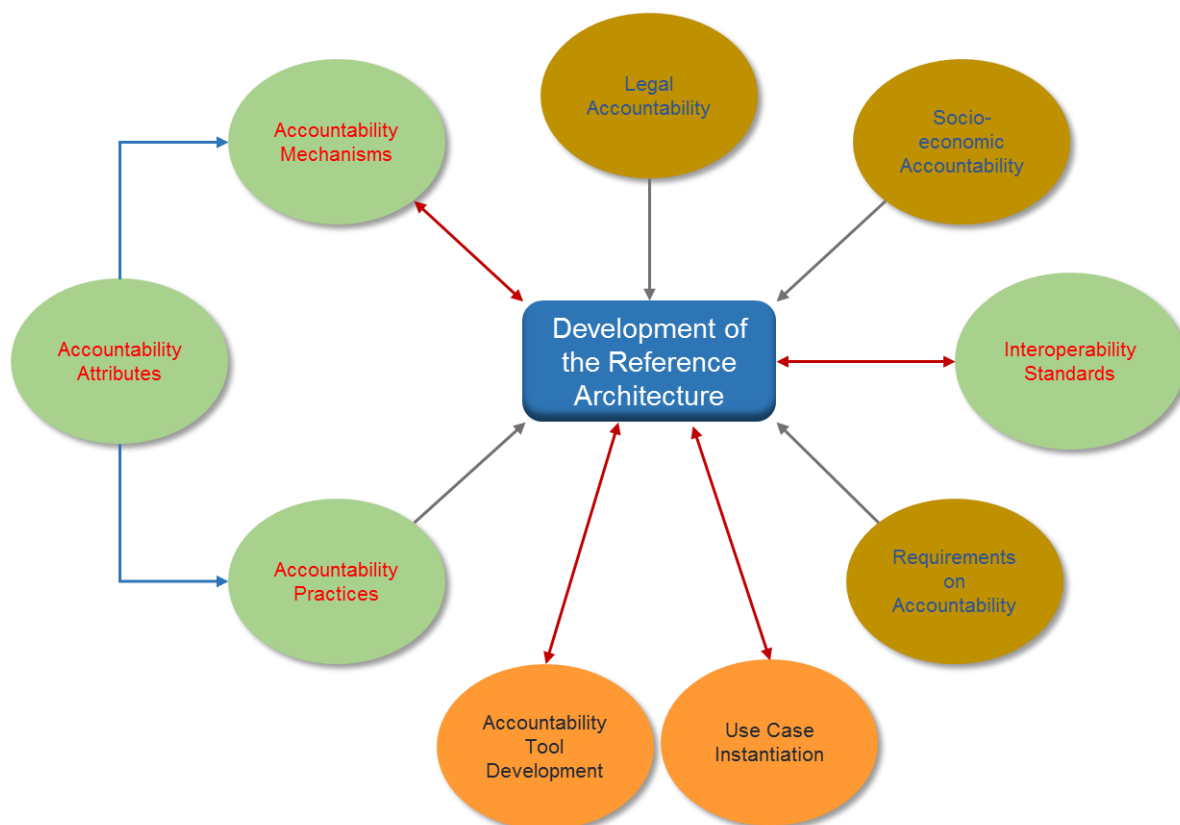 Legal
Accountability
Socio-
economic
Accountability
Accountability
Mechanisms
Development of
the Reference
Architecture
Accountability
Attributes
Interoperability
Standards
Accountability
Practices
Requirements
on
Accountability
Accountability
Tool
Development
Use Case
Instantiation